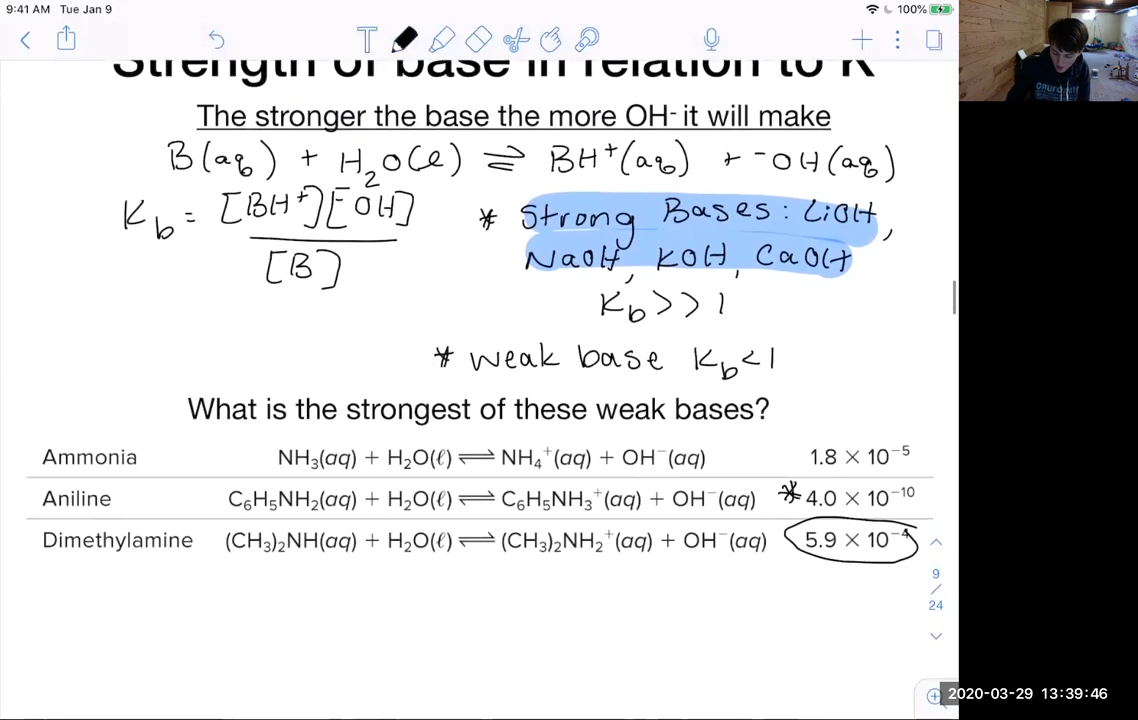 9:41 AM Tue Jan 9
100%
Strength of base in relation to K
The stronger the base the more OH- it will make
B(aq) + H₂O(l) ⇌ BH⁺(aq) + ⁻OH(aq)
K_b = [BH⁺][⁻OH]
[B]
* Strong Bases: LiOH,
NaOH, KOH, CaOH
K_b >> 1
* weak base K_b < 1
What is the strongest of these weak bases?
Ammonia NH₃(aq) + H₂O(ℓ) ⇌ NH₄⁺(aq) + OH⁻(aq) 1.8 × 10⁻⁵
Aniline C₆H₅NH₂(aq) + H₂O(ℓ) ⇌ C₆H₅NH₃⁺(aq) + OH⁻(aq) * 4.0 × 10⁻¹⁰
Dimethylamine (CH₃)₂NH(aq) + H₂O(ℓ) ⇌ (CH₃)₂NH₂⁺(aq) + OH⁻(aq) 5.9 × 10⁻⁴
9
/
24
2020-03-29 13:39:46